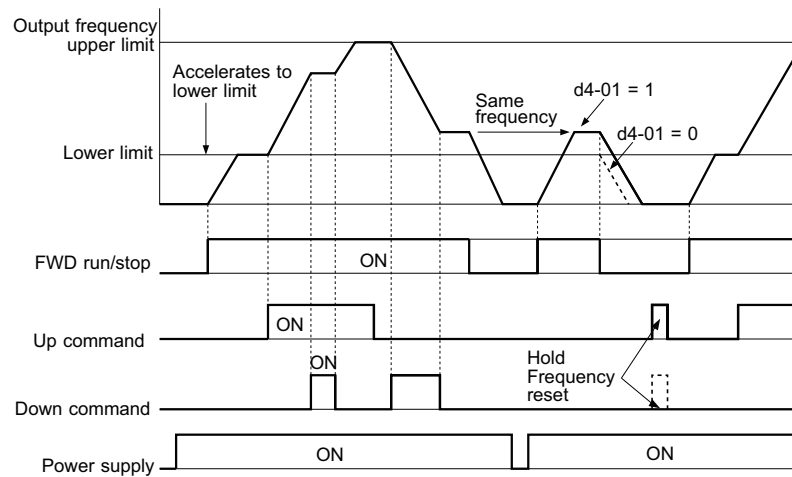 Output frequency
upper limit
Accelerates to
lower limit
Same
frequency
d4-01 = 1
d4-01 = 0
Lower limit
FWD run/stop
ON
Up command
ON
ON
Hold
Frequency
reset
Down command
Power supply
ON
ON